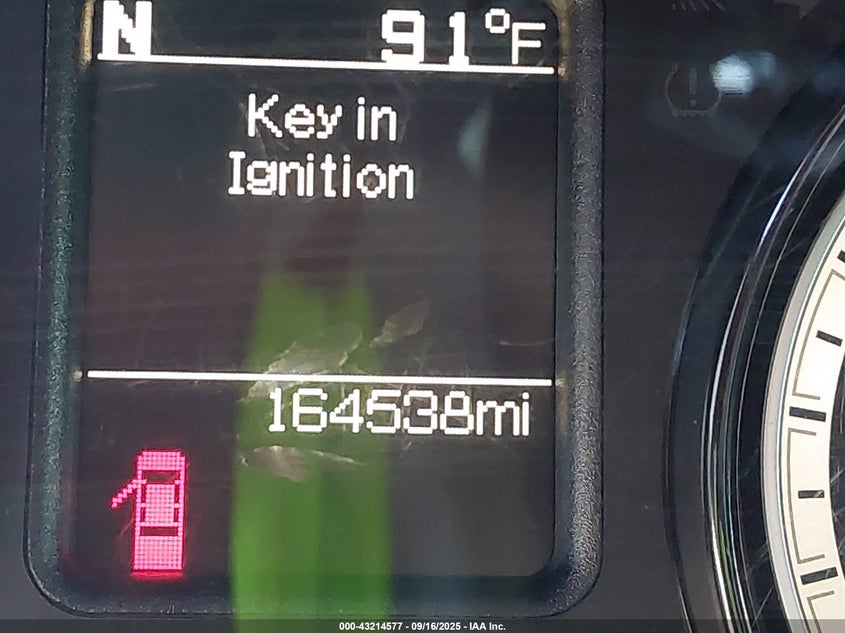 N 91°F
Key in
Ignition
164538mi
000-43214577 - 09/16/2025 - IAA Inc.